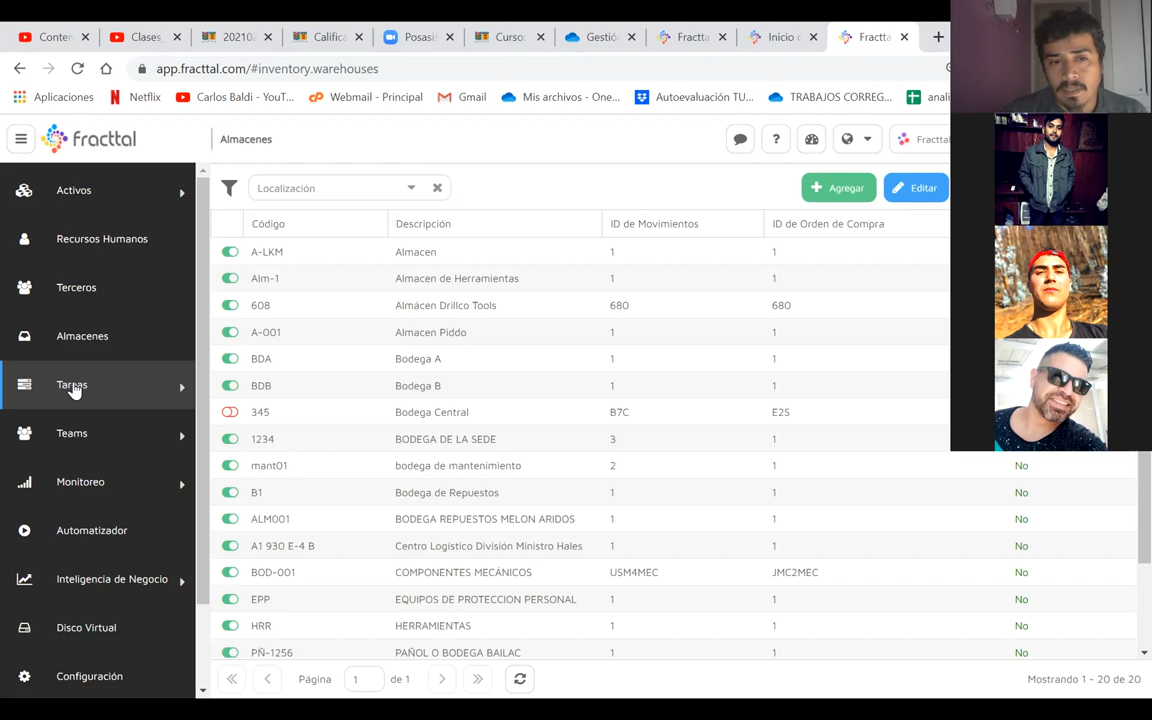 Conten
Clases_
202102
Califica
Posasis
Curso:
Gestió
Fractta
Inicio d
Fractta
app.fracttal.com/#inventory.warehouses
Aplicaciones
Netflix
Carlos Baldi - YouT...
Webmail - Principal
Gmail
Mis archivos - One...
Autoevaluación TU...
TRABAJOS CORREG...
anali
fracttal
Almacenes
Fracttal
Activos
Recursos Humanos
Terceros
Almacenes
Tareas
Teams
Monitoreo
Automatizador
Inteligencia de Negocio
Disco Virtual
Configuración
Localización
Agregar
Editar
Código Descripción ID de Movimientos ID de Orden de Compra
A-LKM Almacen 1 1
Alm-1 Almacen de Herramientas 1 1
608 Almácen Drillco Tools 680 680
A-001 Almacen Piddo 1 1
BDA Bodega A 1 1
BDB Bodega B 1 1
345 Bodega Central B7C E2S
1234 BODEGA DE LA SEDE 3 1
mant01 bodega de mantenimiento 2 1 No
B1 Bodega de Repuestos 1 1 No
ALM001 BODEGA REPUESTOS MELON ARIDOS 1 1 No
A1 930 E-4 B Centro Logístico División Ministro Hales 1 1 No
BOD-001 COMPONENTES MECÁNICOS USM4MEC JMC2MEC No
EPP EQUIPOS DE PROTECCION PERSONAL 1 1 No
HRR HERRAMIENTAS 1 1 No
PÑ-1256 PAÑOL O BODEGA BAILAC 1 1 No
Página 1 de 1
Mostrando 1 - 20 de 20